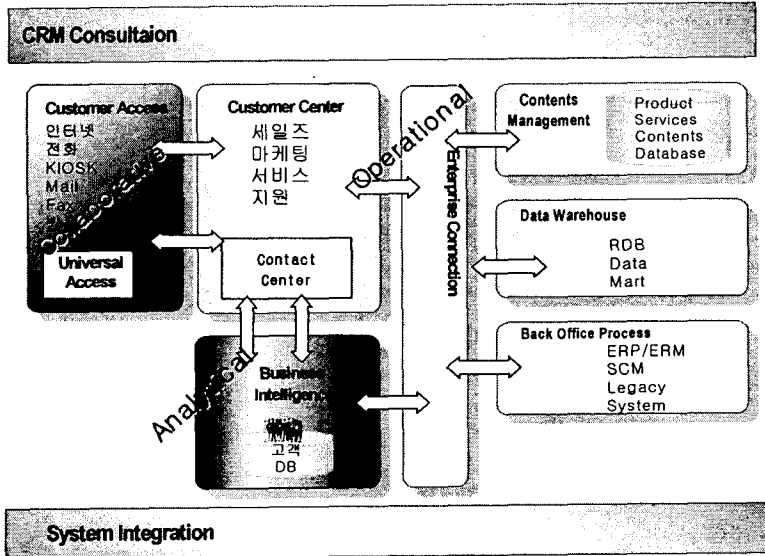 CRM Consultaion
Customer Access
인터넷
전화
KIOSK
Mail
Fax
Collaborative
Universal
Access
Customer Center
세일즈
마케팅
서비스
지원
Contact
Center
Operational
Enterprise Connection
Contents
Management
Product
Services
Contents
Database
Data Warehouse
RDB
Data
Mart
Back Office Process
ERP/ERM
SCM
Legacy
System
Analytical
Business
Intelligence
고객
DB
System Integration